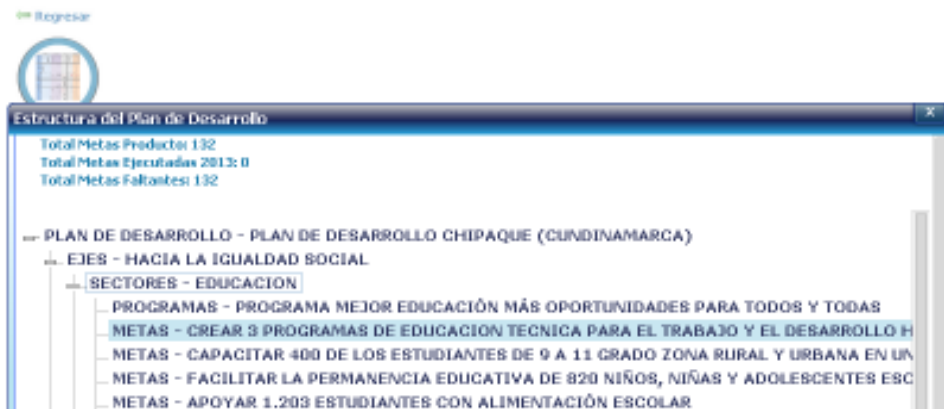 Regresar
Estructura del Plan de Desarrollo
X
Total Metas Producto: 132
Total Metas Ejecutadas 2013: 0
Total Metas Faltantes: 132
PLAN DE DESARROLLO - PLAN DE DESARROLLO CHIPAQUE (CUNDINAMARCA)
EJES - HACIA LA IGUALDAD SOCIAL
SECTORES - EDUCACION
PROGRAMAS - PROGRAMA MEJOR EDUCACIÓN MÁS OPORTUNIDADES PARA TODOS Y TODAS
METAS - CREAR 3 PROGRAMAS DE EDUCACION TECNICA PARA EL TRABAJO Y EL DESARROLLO H
METAS - CAPACITAR 400 DE LOS ESTUDIANTES DE 9 A 11 GRADO ZONA RURAL Y URBANA EN UN
METAS - FACILITAR LA PERMANENCIA EDUCATIVA DE 820 NIÑOS, NIÑAS Y ADOLESCENTES ESC
METAS - APOYAR 1.203 ESTUDIANTES CON ALIMENTACIÓN ESCOLAR